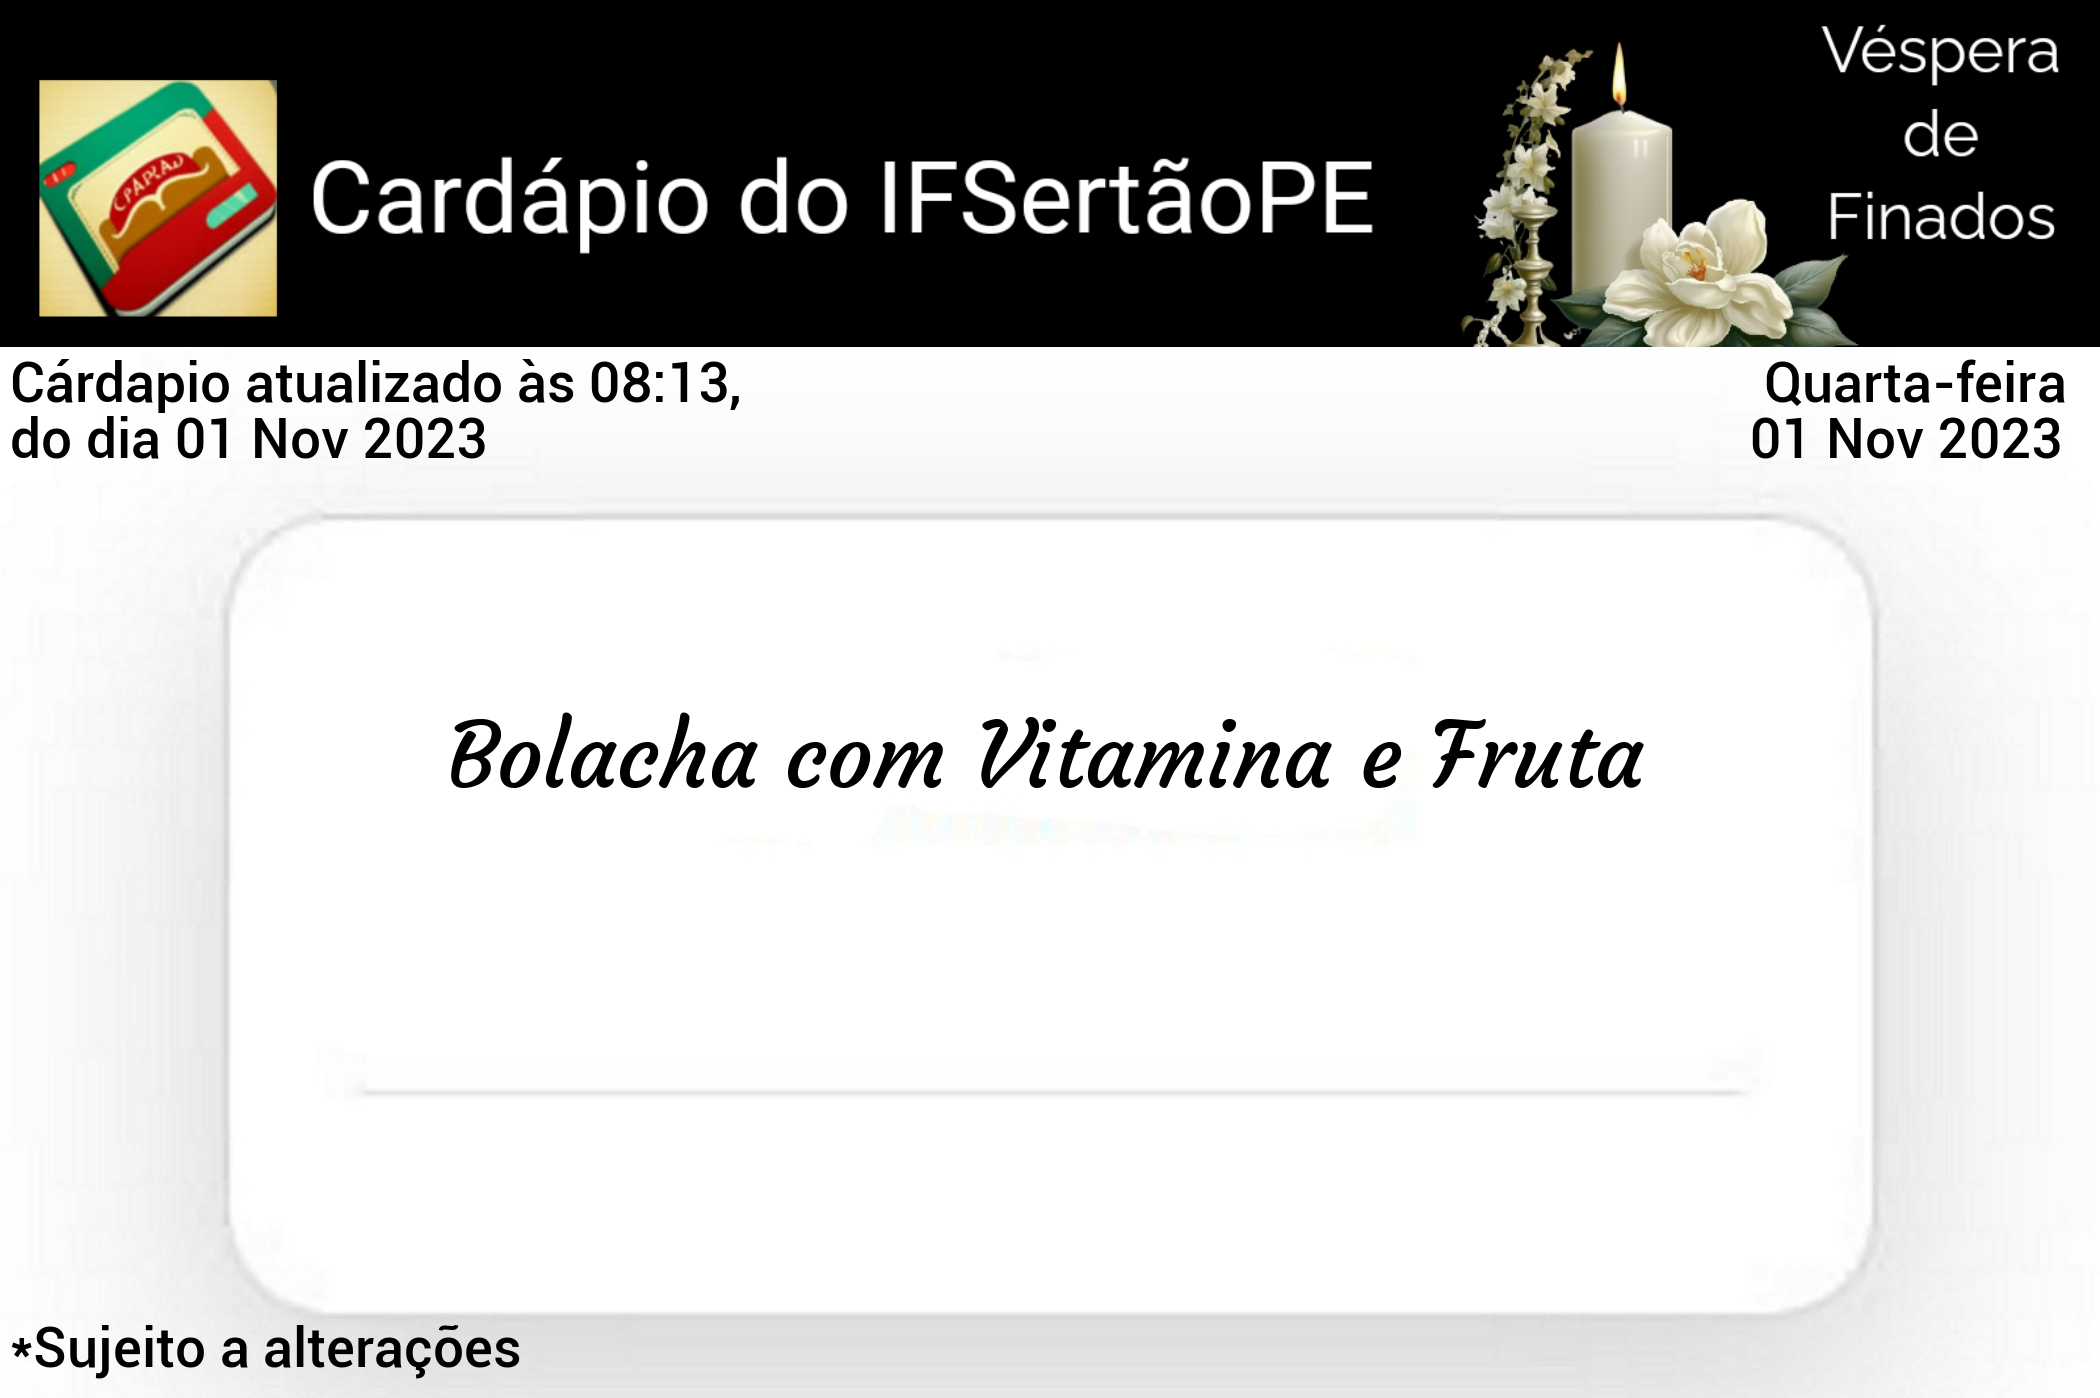 Cardápio do IFSertãoPE
Véspera
de
Finados
Cárdapio atualizado às 08:13,
do dia 01 Nov 2023
Quarta-feira
01 Nov 2023
Bolacha com Vitamina e Fruta
*Sujeito a alterações